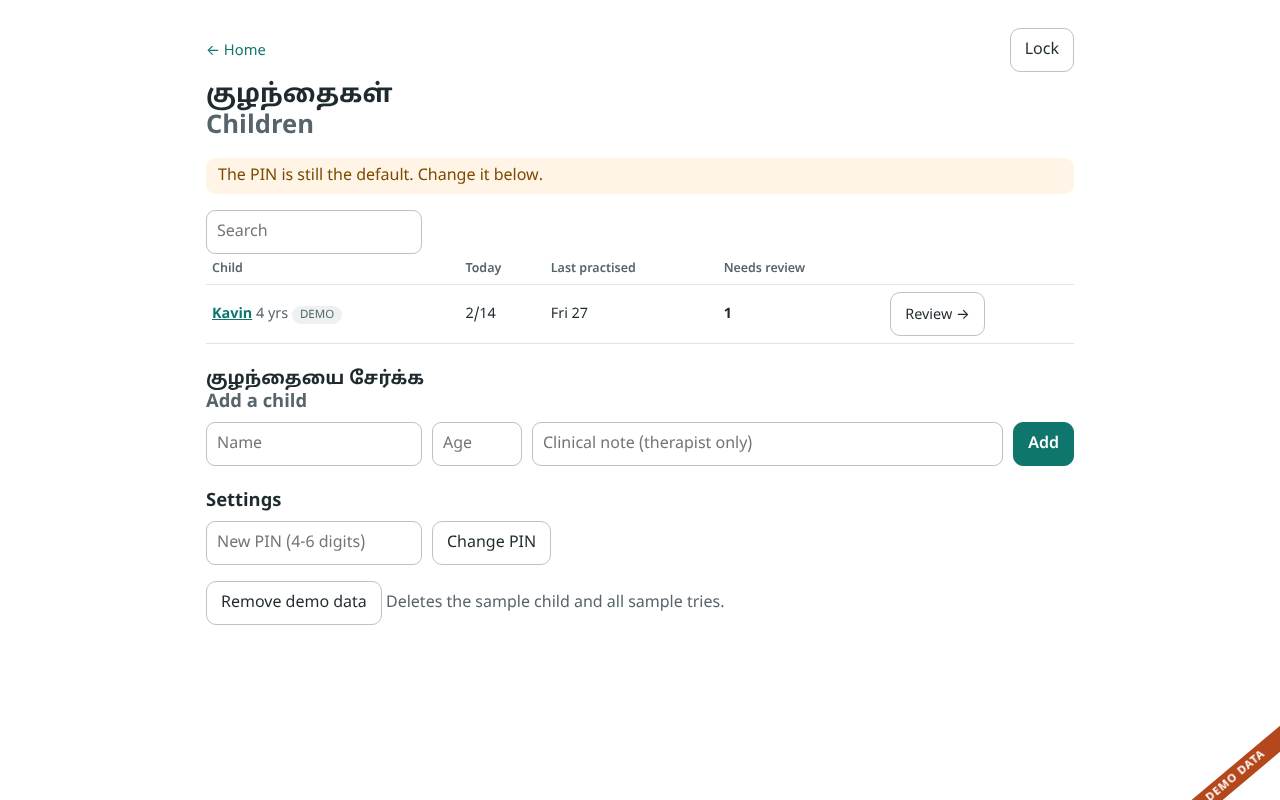 ← Home
Lock
குழந்தைகள்
Children
The PIN is still the default. Change it below.
Search
Child Today Last practised Needs review
Kavin 4 yrs DEMO 2/14 Fri 27 1 Review →
குழந்தையை சேர்க்க
Add a child
Name Age Clinical note (therapist only) Add
Settings
New PIN (4-6 digits) Change PIN
Remove demo data Deletes the sample child and all sample tries.
DEMO DATA